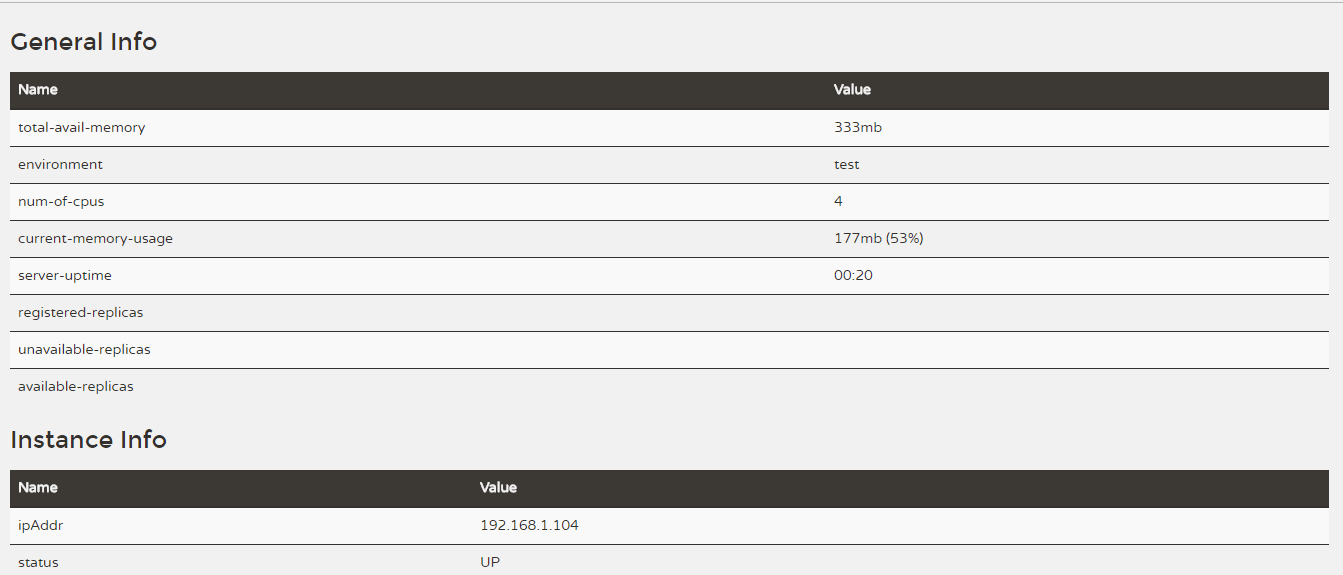 General Info
Name Value
total-avail-memory 333mb
environment test
num-of-cpus 4
current-memory-usage 177mb (53%)
server-uptime 00:20
registered-replicas
unavailable-replicas
available-replicas
Instance Info
Name Value
ipAddr 192.168.1.104
status UP